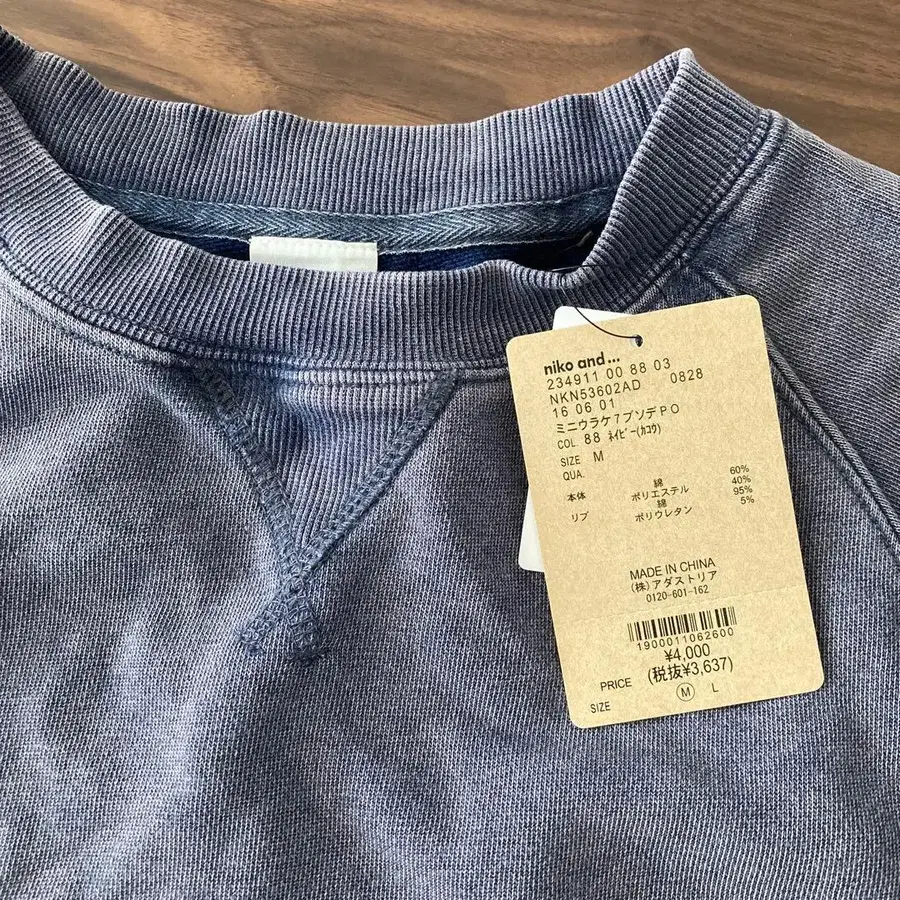 niko and ...
234911 00 88 03
NKN53602AD 0828
16 06 01
ミニウラケ7ブソデPO
COL. 88 ネイビー(カコウ)
SIZE M
QUA.
本体 綿 60%
ポリエステル 40%
リブ 綿 95%
ポリウレタン 5%
MADE IN CHINA
(株)アダストリア
0120-601-162
1900011062600
¥4,000
PRICE (税抜¥3,637)
SIZE M L